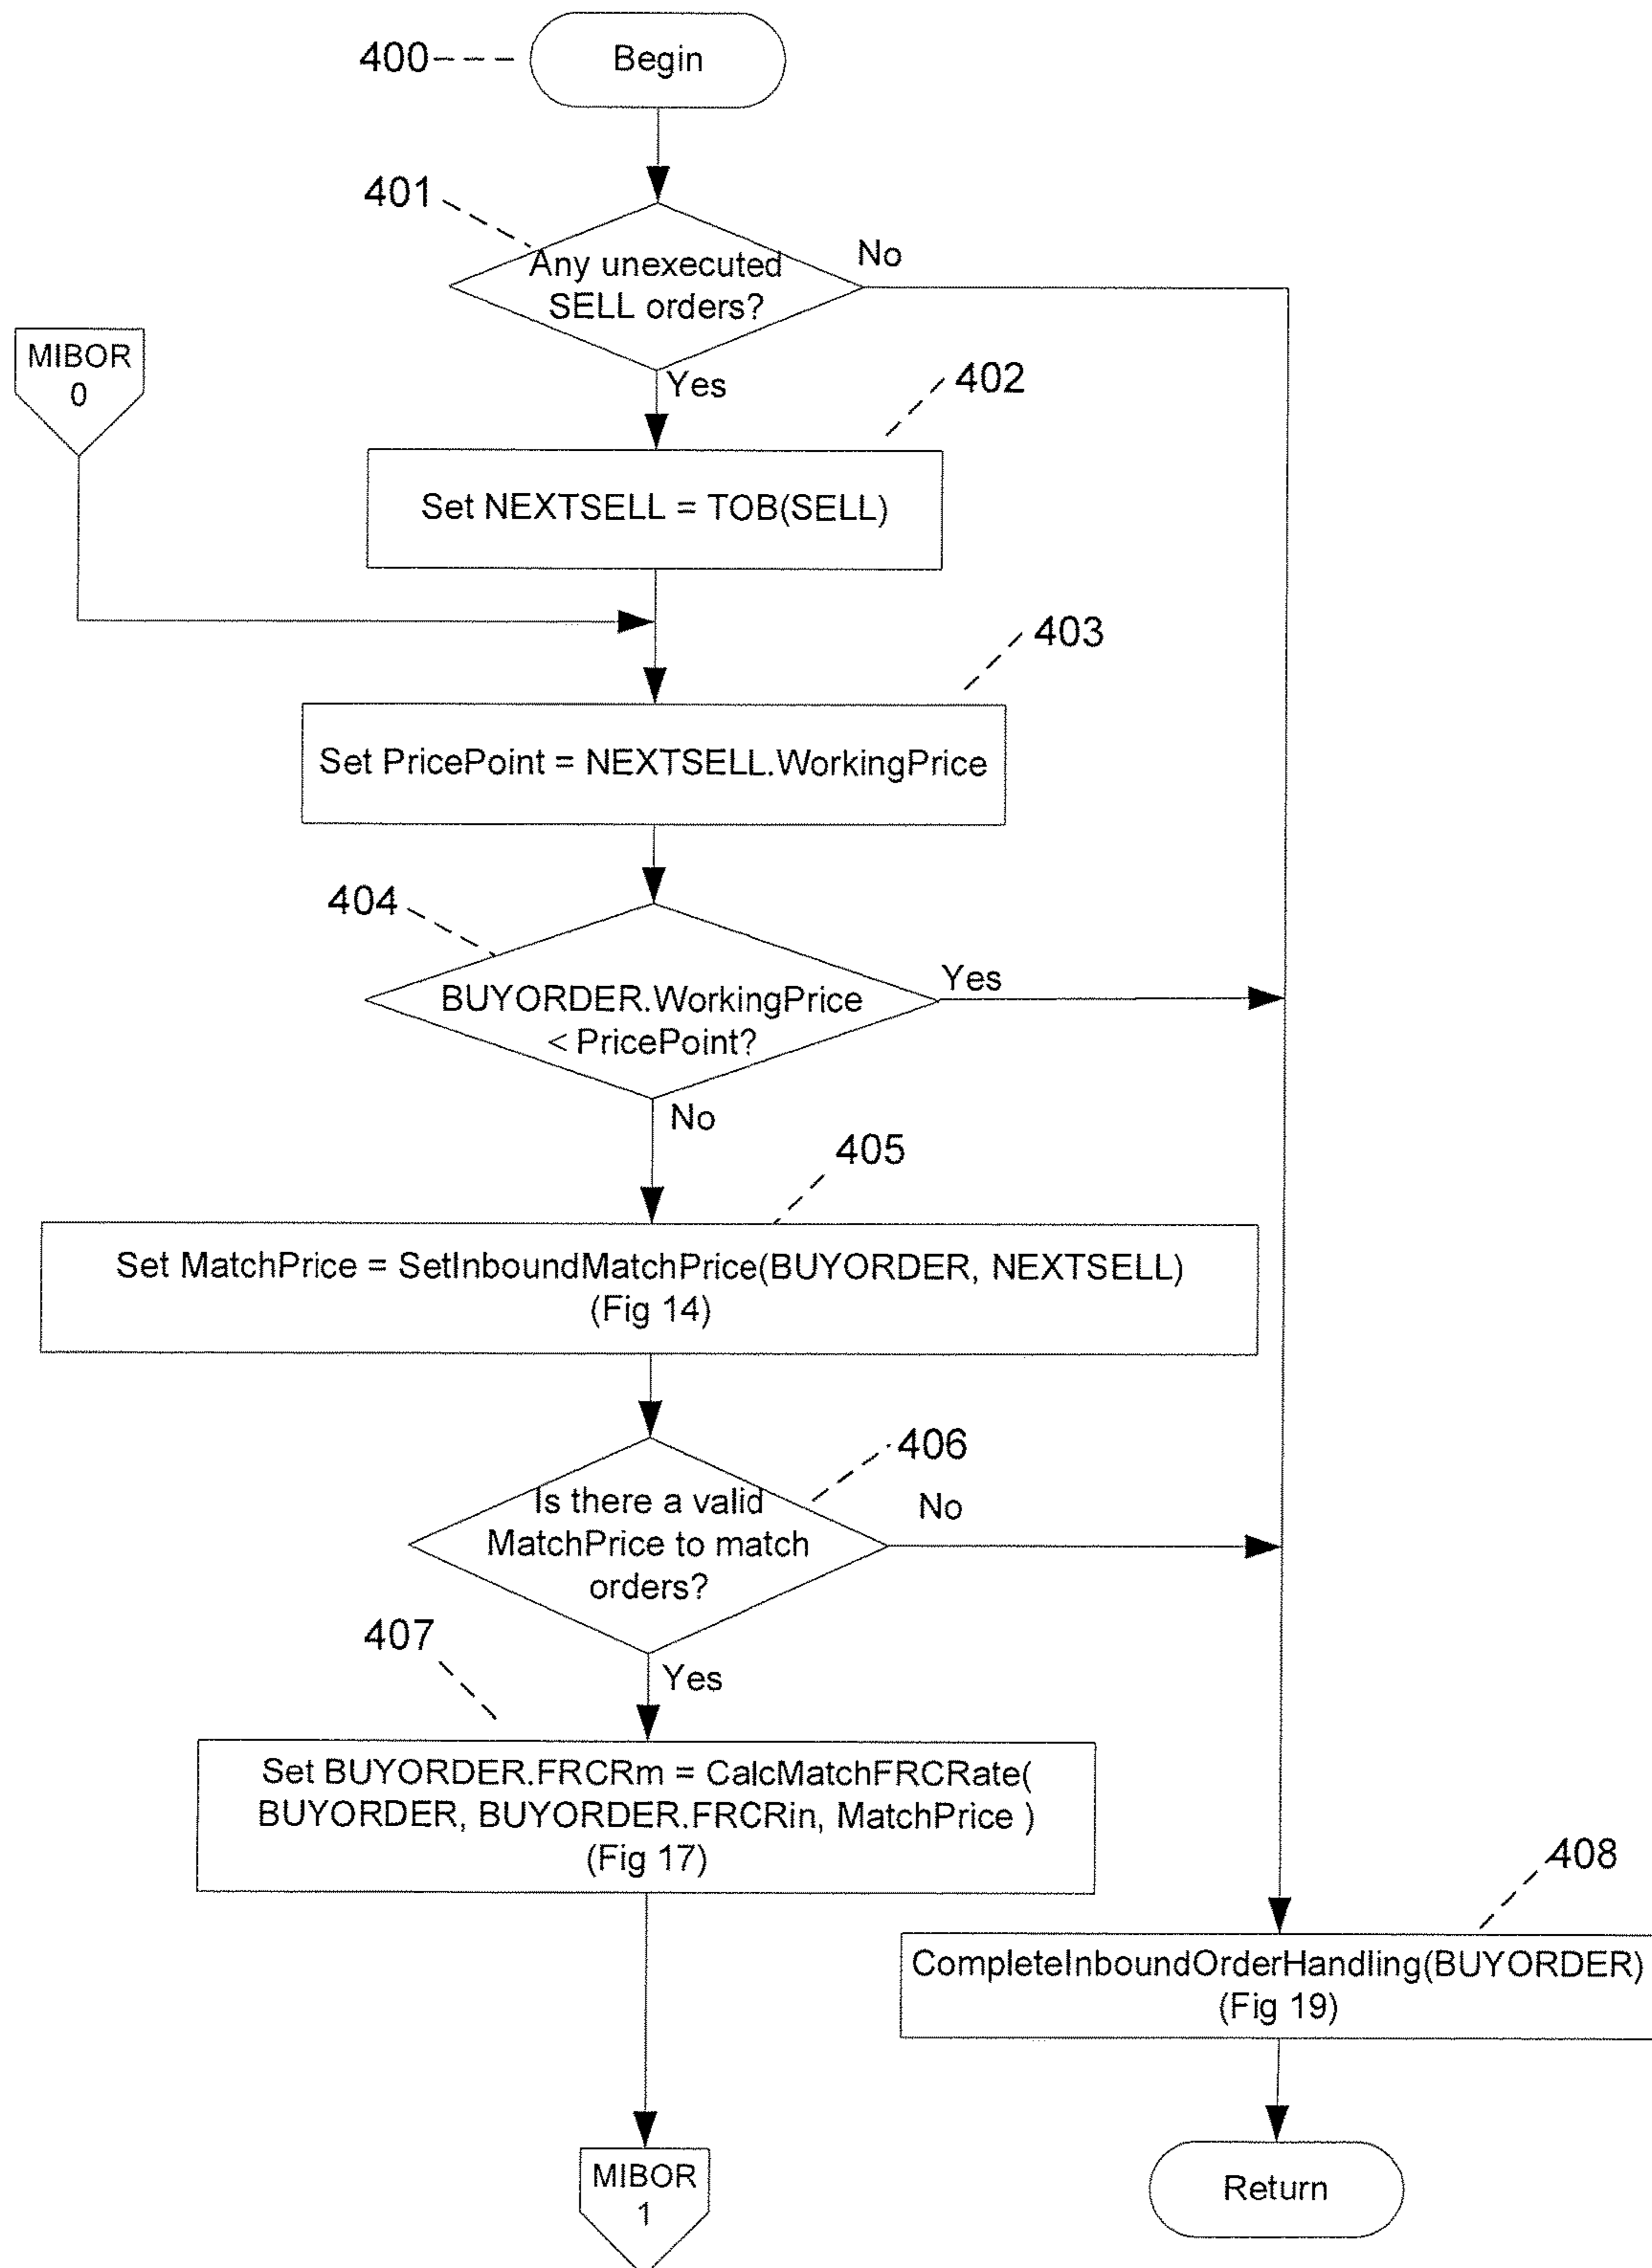 400
Begin
401
Any unexecuted
SELL orders?
No
MIBOR
0
Yes
402
Set NEXTSELL = TOB(SELL)
403
Set PricePoint = NEXTSELL.WorkingPrice
404
BUYORDER.WorkingPrice
< PricePoint?
Yes
No
405
Set MatchPrice = SetInboundMatchPrice(BUYORDER, NEXTSELL)
(Fig 14)
406
Is there a valid
MatchPrice to match
orders?
No
407
Yes
Set BUYORDER.FRCRm = CalcMatchFRCRate(
BUYORDER, BUYORDER.FRCRin, MatchPrice )
(Fig 17)
408
CompleteInboundOrderHandling(BUYORDER)
(Fig 19)
MIBOR
1
Return